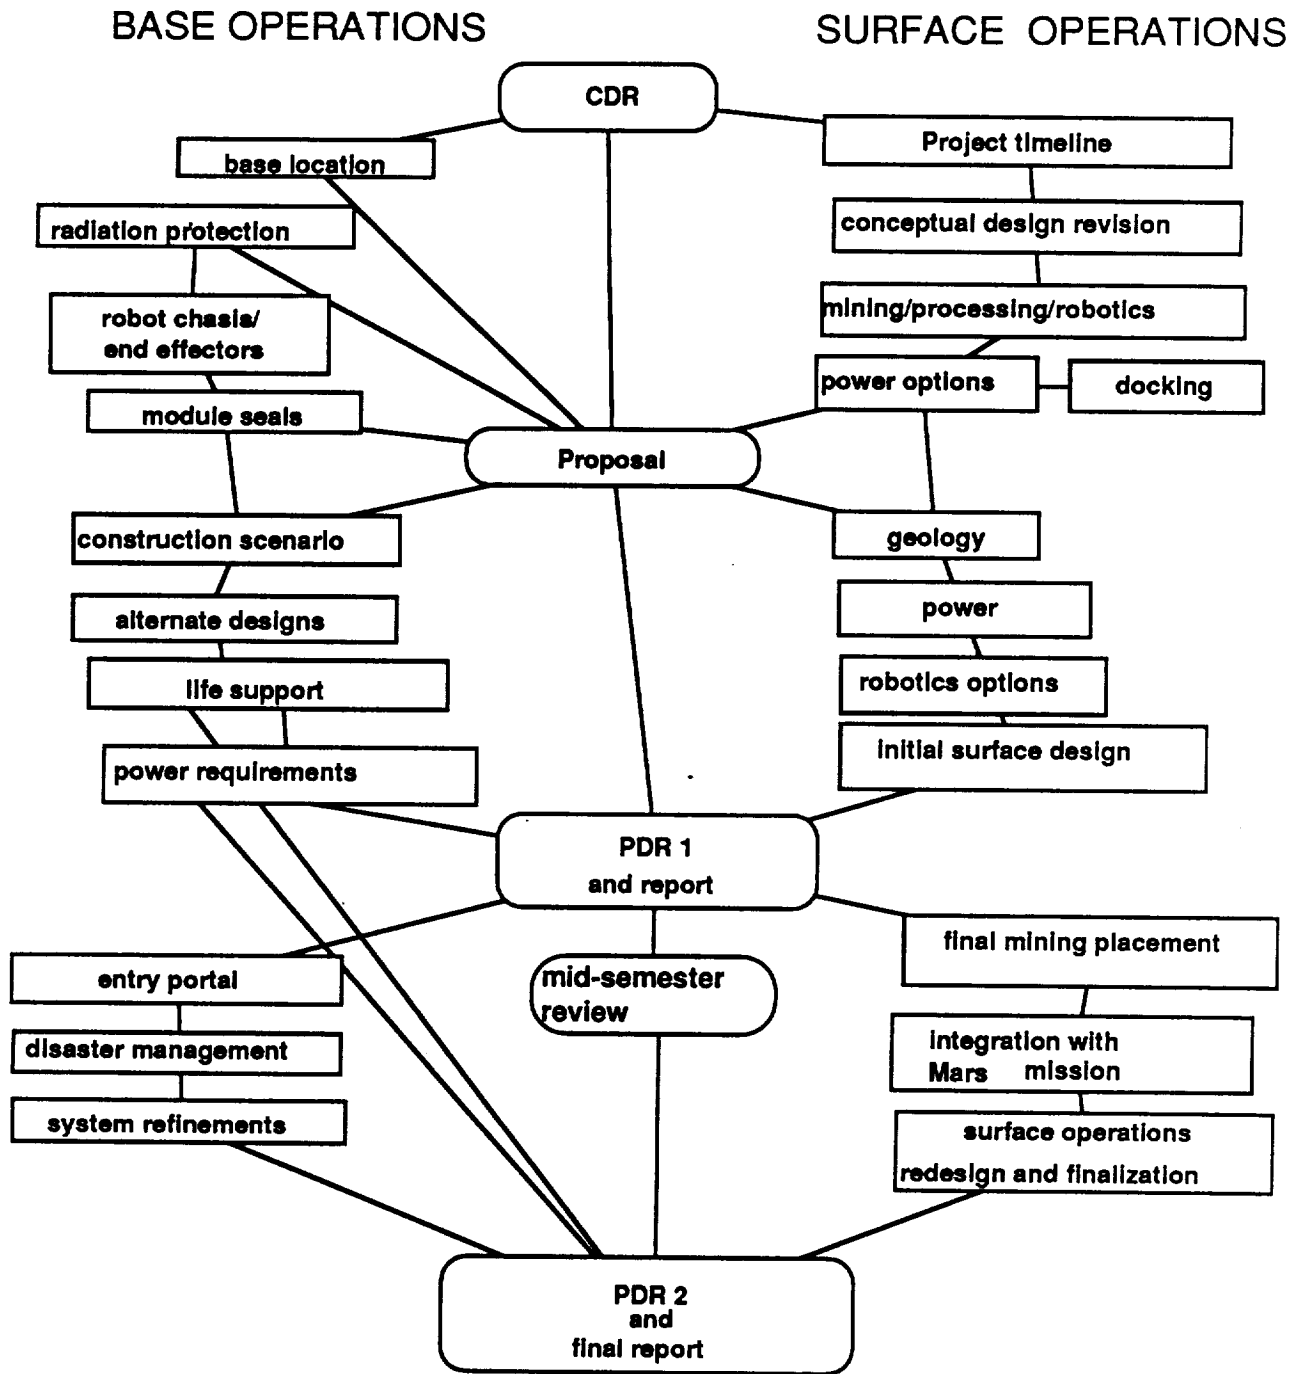 BASE OPERATIONS
SURFACE OPERATIONS
CDR
base location
Project timeline
radiation protection
conceptual design revision
robot chasis/
end effectors
mining/processing/robotics
module seals
power options
docking
Proposal
construction scenario
geology
alternate designs
power
life support
robotics options
power requirements
initial surface design
PDR 1
and report
entry portal
mid-semester
review
final mining placement
disaster management
integration with
Mars mission
system refinements
surface operations
redesign and finalization
PDR 2
and
final report